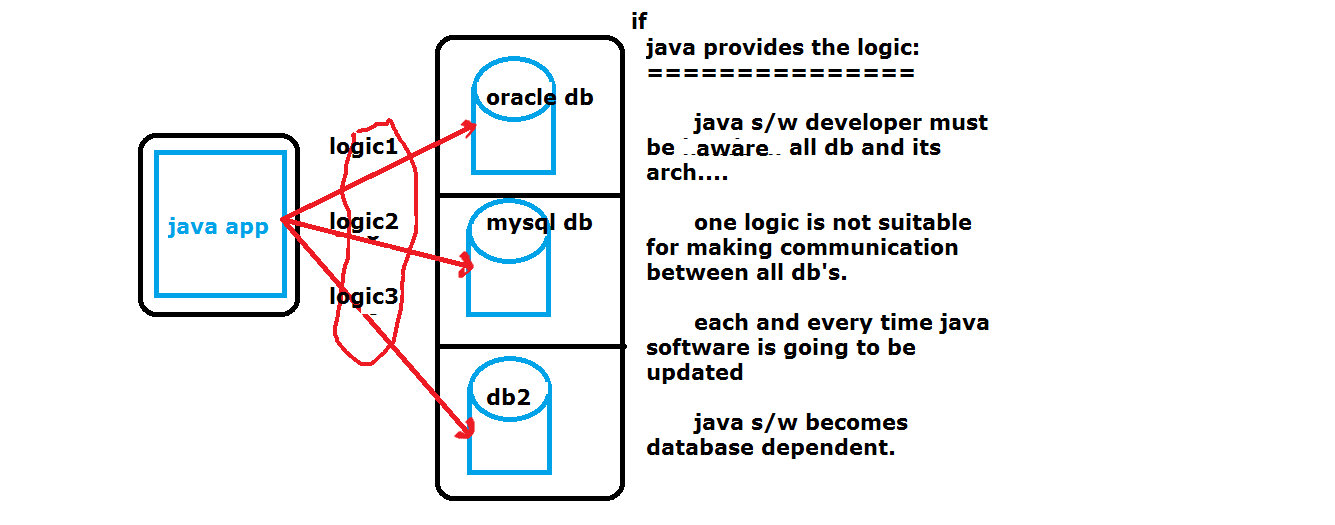 java app
logic1
logic2
logic3
oracle db
mysql db
db2
if
java provides the logic:
===============
java s/w developer must
be aware all db and its
arch....
one logic is not suitable
for making communication
between all db's.
each and every time java
software is going to be
updated
java s/w becomes
database dependent.